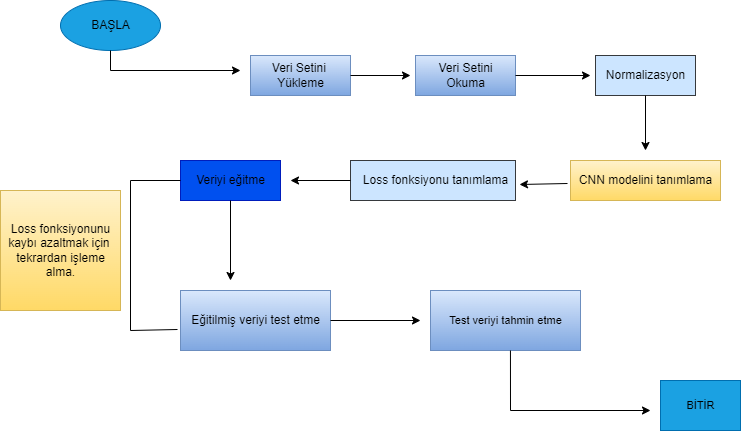 BAŞLA
Veri Setini
Yükleme
Veri Setini
Okuma
Normalizasyon
CNN modelini tanımlama
Loss fonksiyonu tanımlama
Veriyi eğitme
Loss fonksiyonunu
kaybı azaltmak için
tekrardan işleme
alma.
Eğitilmiş veriyi test etme
Test veriyi tahmin etme
BİTİR